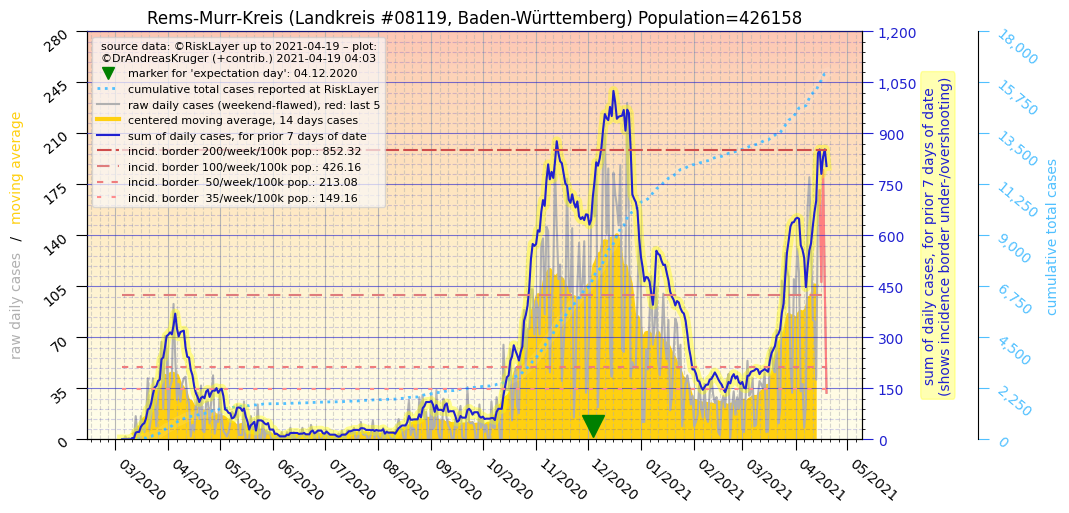 Rems-Murr-Kreis (Landkreis #08119, Baden-Württemberg) Population=426158
source data: ©RiskLayer up to 2021-04-19 – plot:
©DrAndreasKruger (+contrib.) 2021-04-19 04:03
marker for 'expectation day': 04.12.2020
cumulative total cases reported at RiskLayer
raw daily cases (weekend-flawed), red: last 5
centered moving average, 14 days cases
sum of daily cases, for prior 7 days of date
incid. border 200/week/100k pop.: 852.32
incid. border 100/week/100k pop.: 426.16
incid. border  50/week/100k pop.: 213.08
incid. border  35/week/100k pop.: 149.16
raw daily cases  /  moving average
280
245
210
175
140
105
70
35
0
03/2020
04/2020
05/2020
06/2020
07/2020
08/2020
09/2020
10/2020
11/2020
12/2020
01/2021
02/2021
03/2021
04/2021
05/2021
1,200
1,050
900
750
600
450
300
150
0
sum of daily cases, for prior 7 days of date
(shows incidence border under-/overshooting)
18,000
15,750
13,500
11,250
9,000
6,750
4,500
2,250
0
cumulative total cases